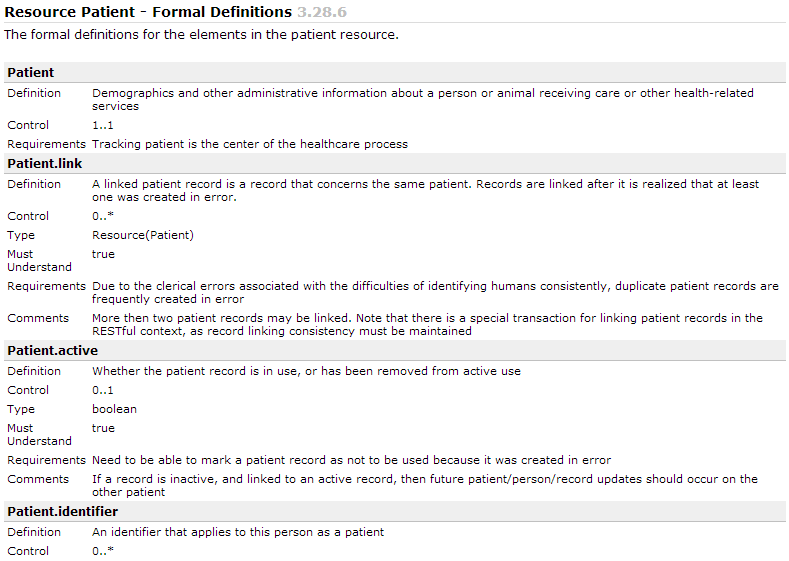 Resource Patient - Formal Definitions 3.28.6
The formal definitions for the elements in the patient resource.
Patient
Definition Demographics and other administrative information about a person or animal receiving care or other health-related
services
Control 1..1
Requirements Tracking patient is the center of the healthcare process
Patient.link
Definition A linked patient record is a record that concerns the same patient. Records are linked after it is realized that at least
one was created in error.
Control 0..*
Type Resource(Patient)
Must true
Understand
Requirements Due to the clerical errors associated with the difficulties of identifying humans consistently, duplicate patient records are
frequently created in error
Comments More then two patient records may be linked. Note that there is a special transaction for linking patient records in the
RESTful context, as record linking consistency must be maintained
Patient.active
Definition Whether the patient record is in use, or has been removed from active use
Control 0..1
Type boolean
Must true
Understand
Requirements Need to be able to mark a patient record as not to be used because it was created in error
Comments If a record is inactive, and linked to an active record, then future patient/person/record updates should occur on the
other patient
Patient.identifier
Definition An identifier that applies to this person as a patient
Control 0..*